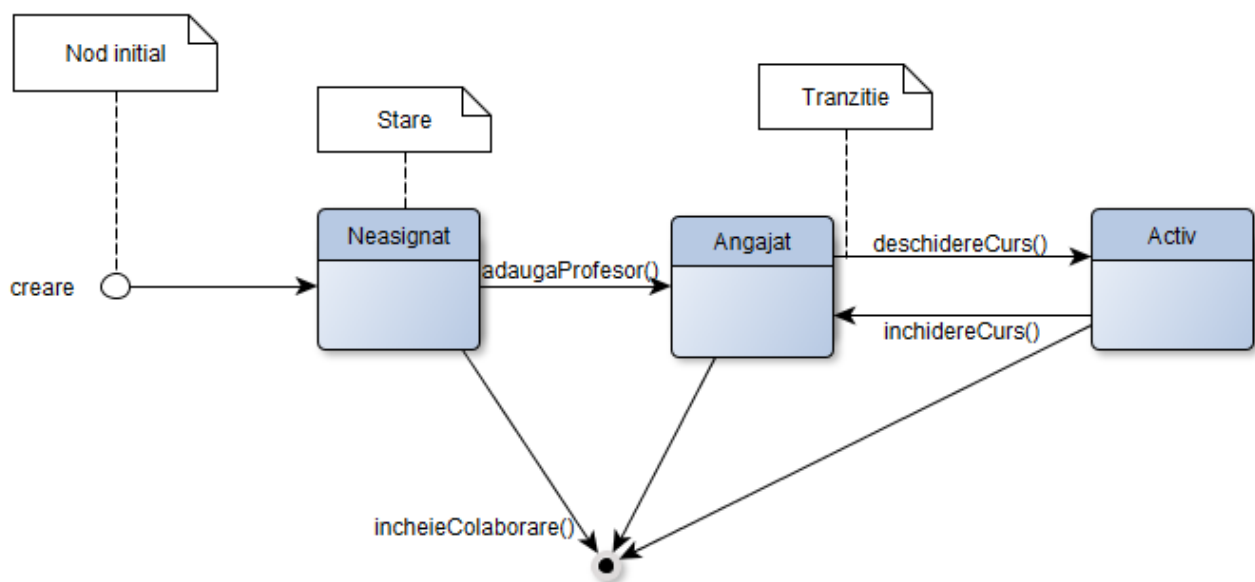 Nod initial
Stare
Tranzitie
Neasignat
Angajat
Activ
deschidereCurs()
adaugaProfesor()
creare
inchidereCurs()
incheieColaborare()